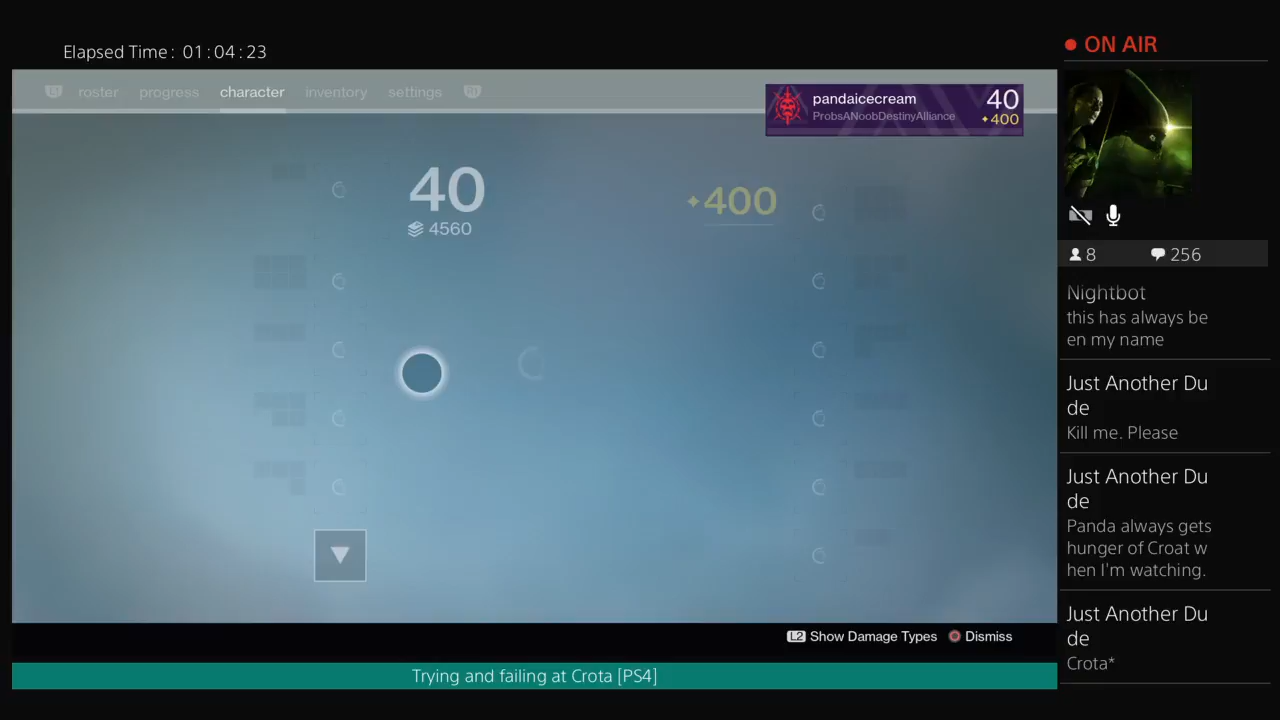 Elapsed Time: 01:04:23
ON AIR
L1 roster progress character inventory settings R1
pandaicecream 40
ProbsANoobDestinyAlliance 400
40 400
4560
8 256
Nightbot
this has always be
en my name
Just Another Du
de
Kill me. Please
Just Another Du
de
Panda always gets
hunger of Croat w
hen I'm watching.
Just Another Du
de
Crota*
L2 Show Damage Types Dismiss
Trying and failing at Crota [PS4]